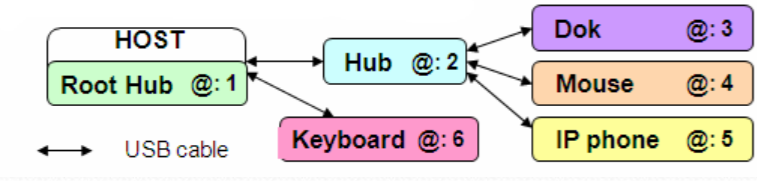 HOST
Root Hub @: 1
Hub @: 2
Dok @: 3
Mouse @: 4
IP phone @: 5
Keyboard @: 6
USB cable